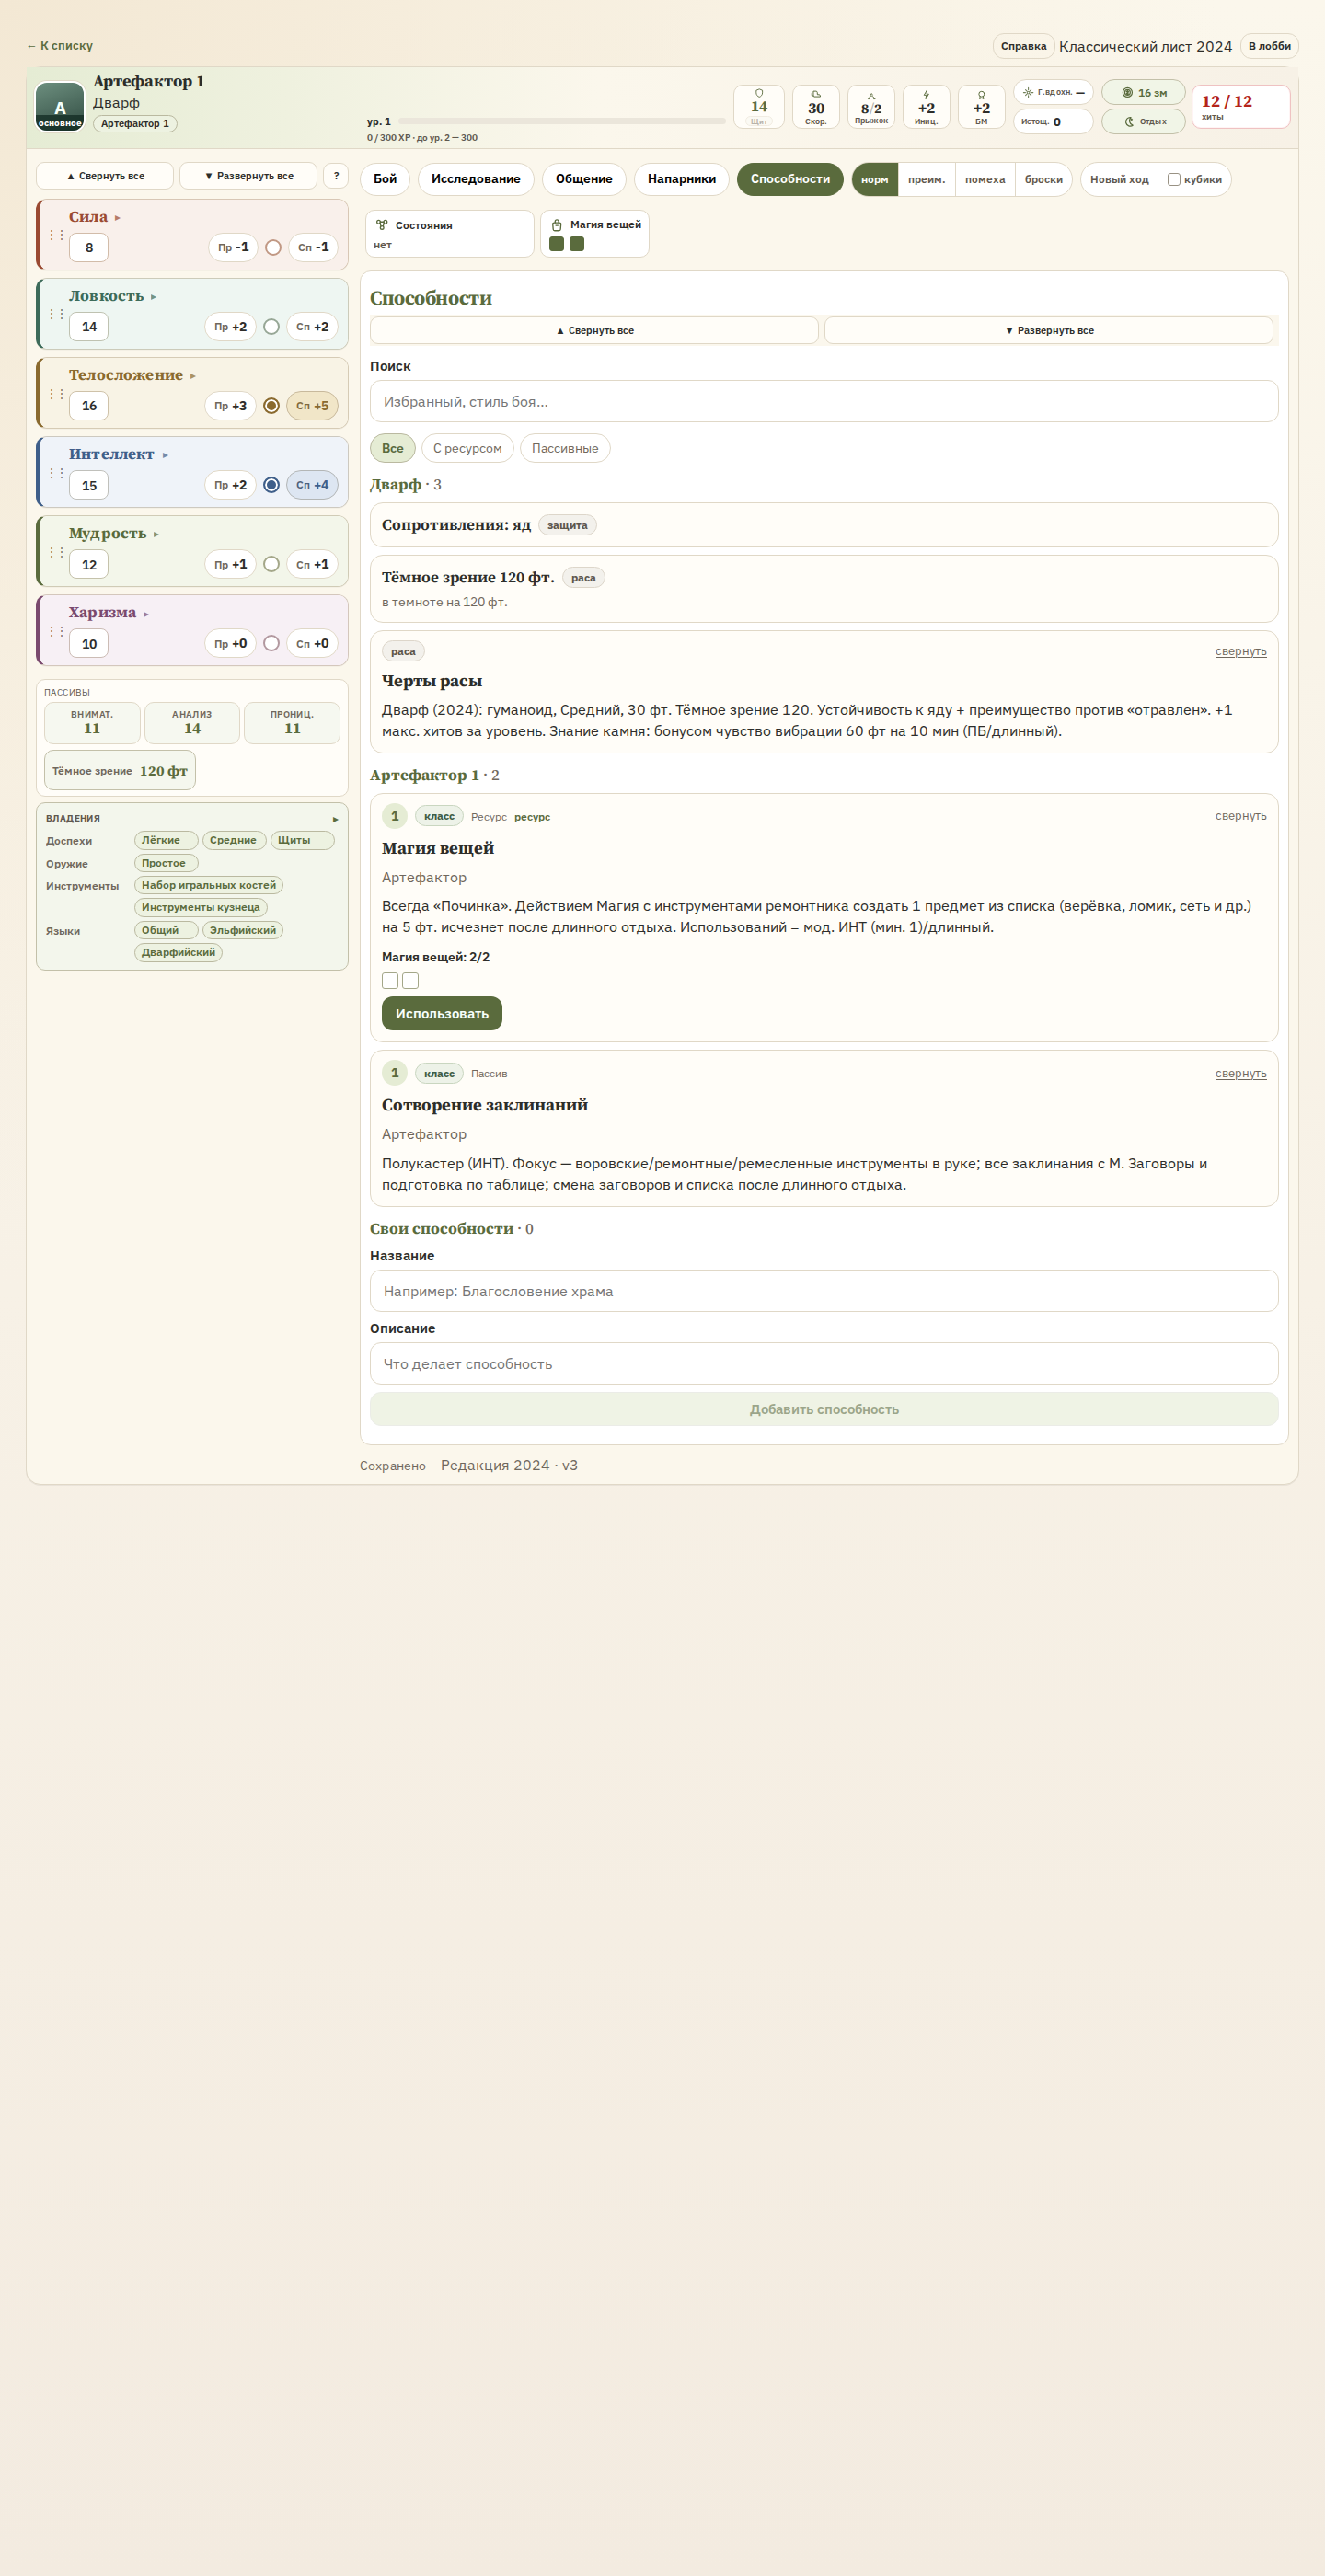 ← К списку
Справка Классический лист 2024 В лобби
А
основное
Артефактор 1
Дварф
Артефактор 1
ур. 1
0 / 300 XP · до ур. 2 — 300
14
Щит
30
Скор.
8/2
Прыжок
+2
Иниц.
+2
БМ
Г.вдохн. —
Истощ. 0
16 зм
Отдых
12 / 12
хиты
▲ Свернуть все
▼ Развернуть все
?
Сила ▸
8 Пр -1 Сп -1
Ловкость ▸
14 Пр +2 Сп +2
Телосложение ▸
16 Пр +3 Сп +5
Интеллект ▸
15 Пр +2 Сп +4
Мудрость ▸
12 Пр +1 Сп +1
Харизма ▸
10 Пр +0 Сп +0
ПАССИВЫ
ВНИМАТ. АНАЛИЗ ПРОНИЦ.
11 14 11
Тёмное зрение 120 фт
ВЛАДЕНИЯ ▸
Доспехи Лёгкие Средние Щиты
Оружие Простое
Инструменты Набор игральных костей
Инструменты кузнеца
Языки Общий Эльфийский
Дварфийский
Бой Исследование Общение Напарники Способности норм преим. помеха броски Новый ход кубики
Состояния
нет
Магия вещей
Способности
▲ Свернуть все ▼ Развернуть все
Поиск
Избранный, стиль боя...
Все С ресурсом Пассивные
Дварф · 3
Сопротивления: яд защита
Тёмное зрение 120 фт. раса
в темноте на 120 фт.
раса свернуть
Черты расы
Дварф (2024): гуманоид, Средний, 30 фт. Тёмное зрение 120. Устойчивость к яду + преимущество против «отравлен». +1
макс. хитов за уровень. Знание камня: бонусом чувство вибрации 60 фт на 10 мин (ПБ/длинный).
Артефактор 1 · 2
1 класс Ресурс ресурс свернуть
Магия вещей
Артефактор
Всегда «Починка». Действием Магия с инструментами ремонтника создать 1 предмет из списка (верёвка, ломик, сеть и др.)
на 5 фт. исчезнет после длинного отдыха. Использований = мод. ИНТ (мин. 1)/длинный.
Магия вещей: 2/2
Использовать
1 класс Пассив свернуть
Сотворение заклинаний
Артефактор
Полукастер (ИНТ). Фокус — воровские/ремонтные/ремесленные инструменты в руке; все заклинания с М. Заговоры и
подготовка по таблице; смена заговоров и списка после длинного отдыха.
Свои способности · 0
Название
Например: Благословение храма
Описание
Что делает способность
Добавить способность
Сохранено Редакция 2024 · v3